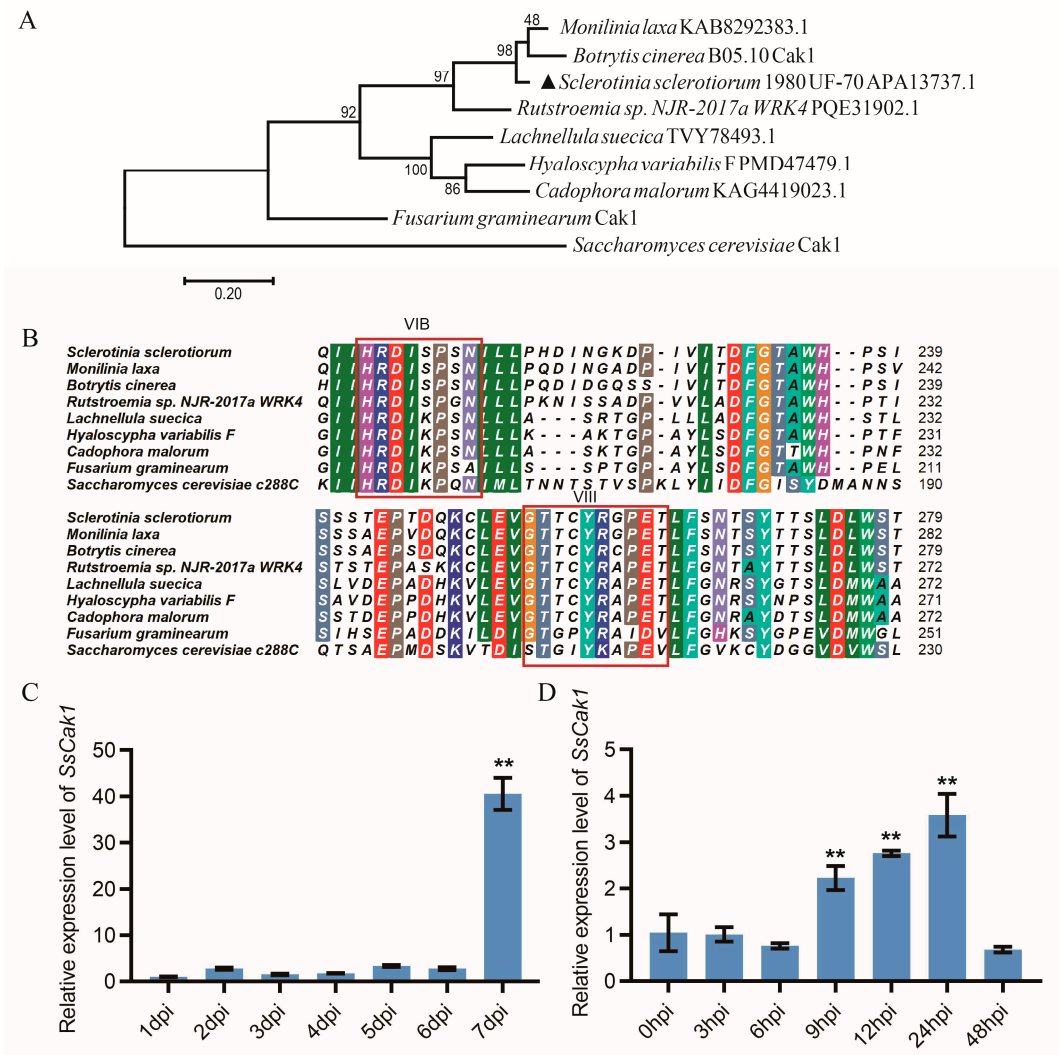 A
48
Monilinia laxa KAB8292383.1
98
Botrytis cinerea B05.10 Cak1
▲Sclerotinia sclerotiorum 1980 UF-70 APA13737.1
97
Rutstroemia sp. NJR-2017a WRK4 PQE31902.1
92
Lachnellula suecica TVY78493.1
100
Hyaloscypha variabilis F PMD47479.1
86
Cadophora malorum KAG4419023.1
Fusarium graminearum Cak1
Saccharomyces cerevisiae Cak1
0.20
B
VIB
Sclerotinia sclerotiorum QIIHRDISPSNILLPHDINGKDP-IVITDFGTAWH--PSI 239
Monilinia laxa QIIHRDISPSNILLPQDINGADP-IVITDFGTAWH--PSV 242
Botrytis cinerea HIIHRDISPSNILLPQDIDGQSS-IVITDFGTAWH--PSI 239
Rutstroemia sp. NJR-2017a WRK4 QIIHRDISPGNILLPKNISSADP-VVLADFGTAWH--PTI 232
Lachnellula suecica GIIHRDIKPSNILLA---SRTGP-LLLADFGTAWH--STL 232
Hyaloscypha variabilis F GIIHRDIKPSNILLK---AKTGP-AYLSDFGTAWH--PTF 231
Cadophora malorum GIIHRDIKPSNLLLA---SKTGP-AYLSDFGTTWH--PNF 232
Fusarium graminearum GIIHRDIKPSAILLS---SPTGP-AYLSDFGTAWH--PEL 211
Saccharomyces cerevisiae c288C KIIHRDIKPQNIMLTNNTSTVSPKLYIIDFGISYDMANNS 190
VIII
Sclerotinia sclerotiorum SSSTEPTDQKCLEVGTTCYRGPETLFSNTSYTTSLDLWST 279
Monilinia laxa SSSAEPVDQKCLEVGTTCYRCPETLFSNTSYTTSLDLWST 282
Botrytis cinerea SSSAEPSDQKCLEVGTTCYRCPETLFSNTSYTTSLDLWST 279
Rutstroemia sp. NJR-2017a WRK4 STSTEPASKKCLEVGTTCYRAPETLFGNTAYTTSLDLWST 272
Lachnellula suecica SLVDEPADHKVLEVGTTCYRAPETLFGNRSYGTSLDMWAA 272
Hyaloscypha variabilis F SAVDEPPDHKVLEVGTTCYRAPETLFGNRSYNPSLDMWAA 271
Cadophora malorum SSTDEPADHKCLEVGTTCYRAPETLFGNRAYDTSLDMWAA 272
Fusarium graminearum SIHSEPADDKILDIGTGPYRAIDVLFGHKSYGPEVDMWGL 251
Saccharomyces cerevisiae c288C QTSAEPMDSKVTDISTGIYKAPEVLFGVKCYDGGVDVWSL 230
C
Relative expression level of SsCak1
50
40
30
20
10
0
**
1dpi 2dpi 3dpi 4dpi 5dpi 6dpi 7dpi
D
Relative expression level of SsCak1
5
4
3
2
1
0
** ** **
0hpi 3hpi 6hpi 9hpi 12hpi 24hpi 48hpi